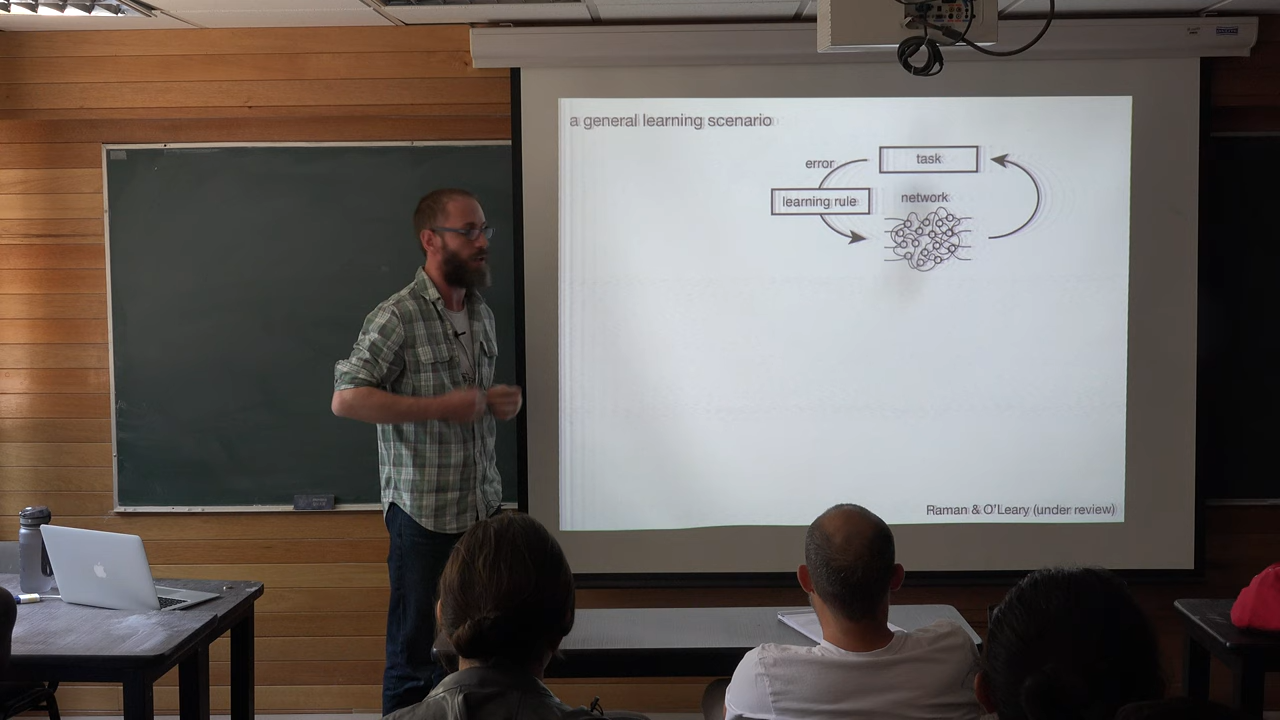 a general learning scenario
error
task
learning rule
network
Raman & O'Leary (under review)